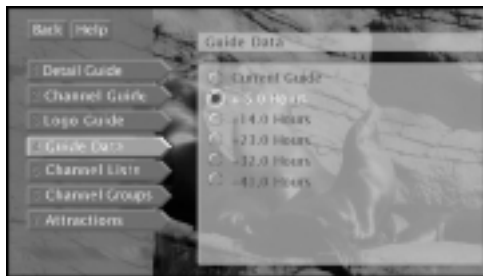 Back Help
Guide Data
Detail Guide
Channel Guide
Logo Guide
Guide Data
Channel Lists
Channel Groups
Attractions
Current Guide
+ 5.0 Hours
+14.0 Hours
+23.0 Hours
+32.0 Hours
+41.0 Hours